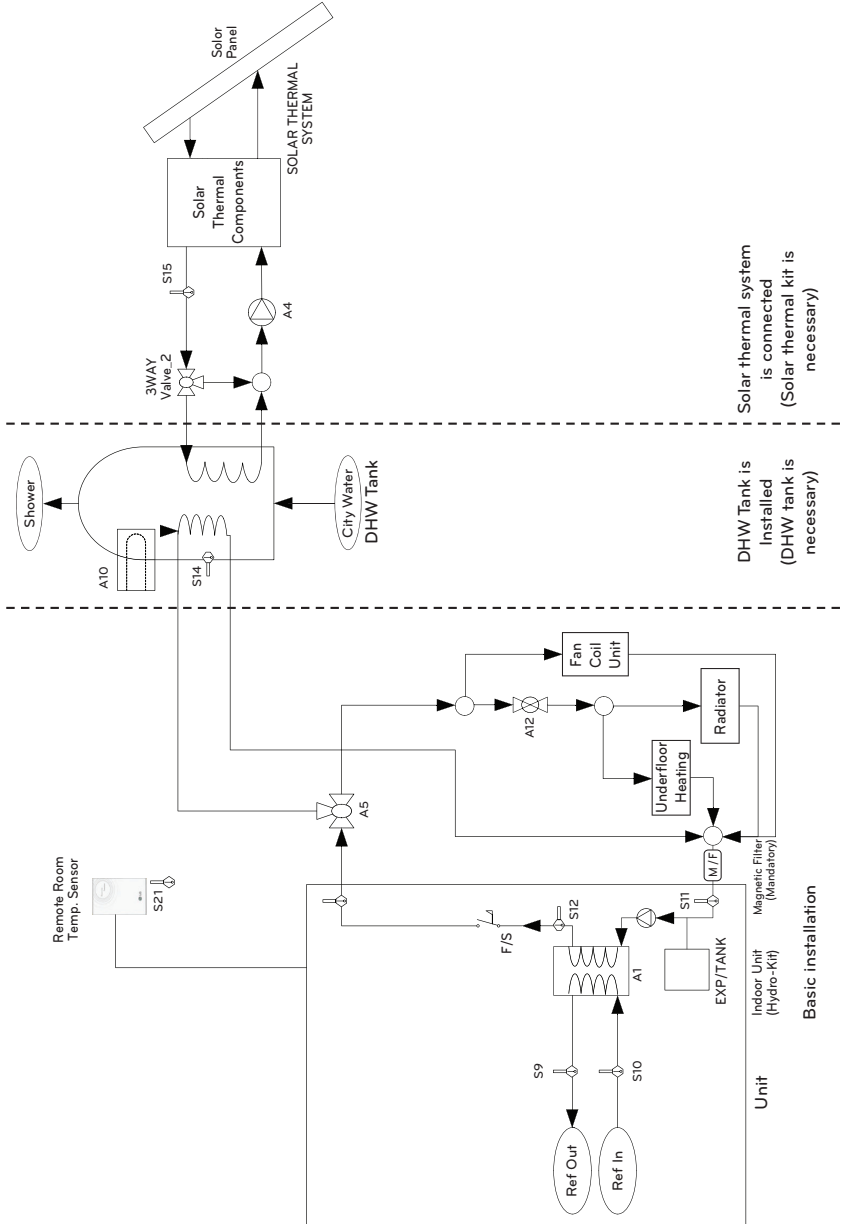 Solor
Panel
SOLAR THERMAL
SYSTEM
Solar
Thermal
Components
S15
A4
3WAY
Valve_2
Shower
City Water
DHW Tank
A10
S14
Fan
Coil
Unit
A12
Radiator
Underfloor
Heating
A5
M/F
Magnetic Filter
(Mandatory)
Remote Room
Temp. Sensor
S21
S11
S12
F/S
A1
EXP/TANK
Indoor Unit
(Hydro-Kit)
S9
S10
Ref Out
Ref In
Unit
Basic installation
DHW Tank is
Installed
(DHW tank is
necessary)
Solar thermal system
is connected
(Solar thermal kit is
necessary)